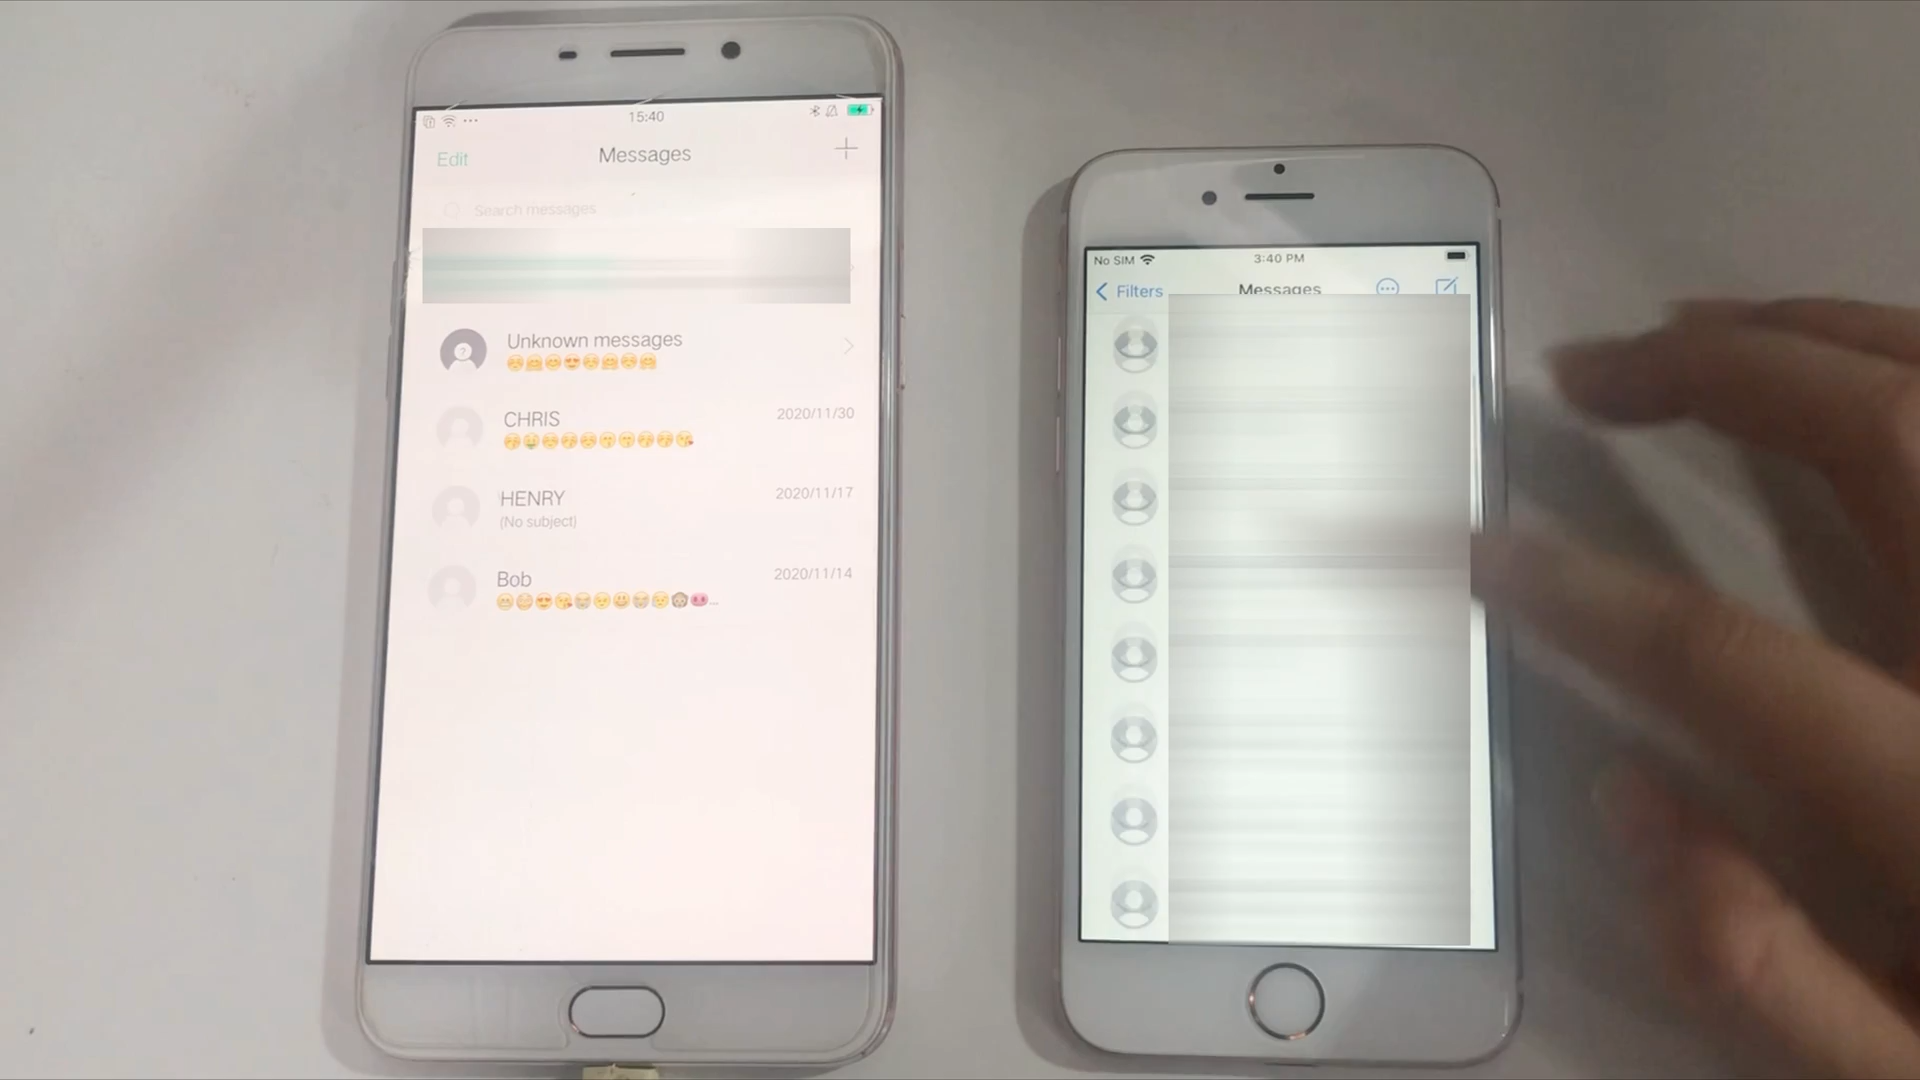 15:40
Edit
Messages
Search messages
Unknown messages
CHRIS
2020/11/30
HENRY
2020/11/17
(No subject)
Bob
2020/11/14
...
No SIM
3:40 PM
Filters
Messages